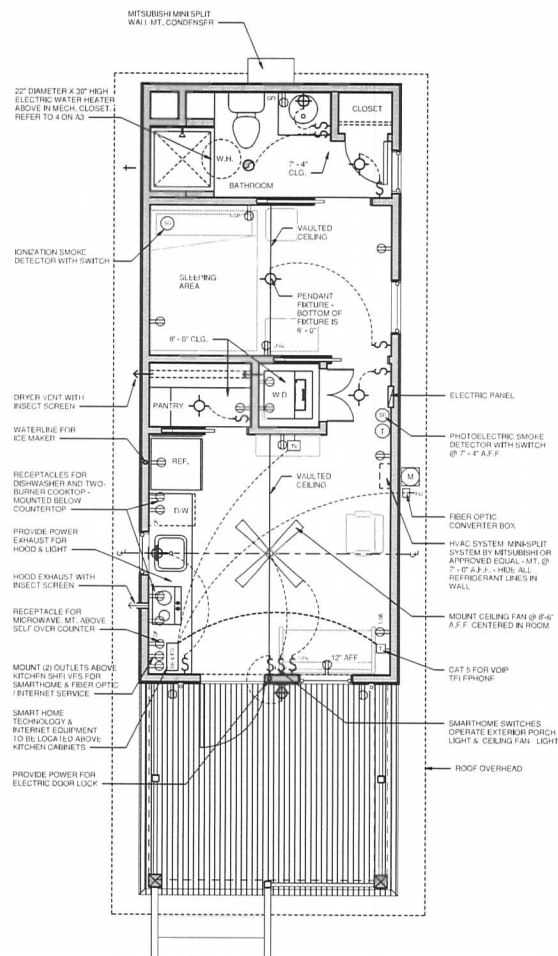 MITSUBISHI MINI SPLIT
WALL MT. CONDENSER
22" DIAMETER X 30" HIGH
ELECTRIC WATER HEATER
ABOVE IN MECH. CLOSET.
REFER TO 4 ON A3
GFI
CLOSET
W.H.
7' - 4"
CLG.
BATHROOM
IONIZATION SMOKE
DETECTOR WITH SWITCH
SD
VAULTED
CEILING
SLEEPING
AREA
PENDANT
FIXTURE -
BOTTOM OF
FIXTURE IS
6' - 0"
8' - 0" CLG.
DRYER VENT WITH
INSECT SCREEN
PANTRY
W D
ELECTRIC PANEL
SD
T
PHOTOELECTRIC SMOKE
DETECTOR WITH SWITCH
@ 7' - 4" A.F.F.
WATERLINE FOR
ICE MAKER
REF.
TV
VAULTED
CEILING
M
FIBER OPTIC
CONVERTER BOX
RECEPTACLES FOR
DISHWASHER AND TWO-
BURNER COOKTOP -
MOUNTED BELOW
COUNTERTOP
D/W
PROVIDE POWER
EXHAUST FOR
HOOD & LIGHT
HVAC SYSTEM: MINI-SPLIT
SYSTEM BY MITSUBISHI OR
APPROVED EQUAL - MT. @
7' - 0" A.F.F. - HIDE ALL
REFRIGERANT LINES IN
WALL
HOOD EXHAUST WITH
INSECT SCREEN
RECEPTACLE FOR
MICROWAVE, MT. ABOVE
SELF OVER COUNTER
MOUNT CEILING FAN @ 8'-6"
A.F.F. CENTERED IN ROOM
12" AFF
T
MOUNT (2) OUTLETS ABOVE
KITCHEN SHELVES FOR
SMARTHOME & FIBER OPTIC
/ INTERNET SERVICE
CAT 5 FOR VOIP
TELEPHONE
SMART HOME
TECHNOLOGY &
INTERNET EQUIPMENT
TO BE LOCATED ABOVE
KITCHEN CABINETS
SMARTHOME SWITCHES
OPERATE EXTERIOR PORCH
LIGHT & CEILING FAN LIGHT
PROVIDE POWER FOR
ELECTRIC DOOR LOCK
ROOF OVERHEAD